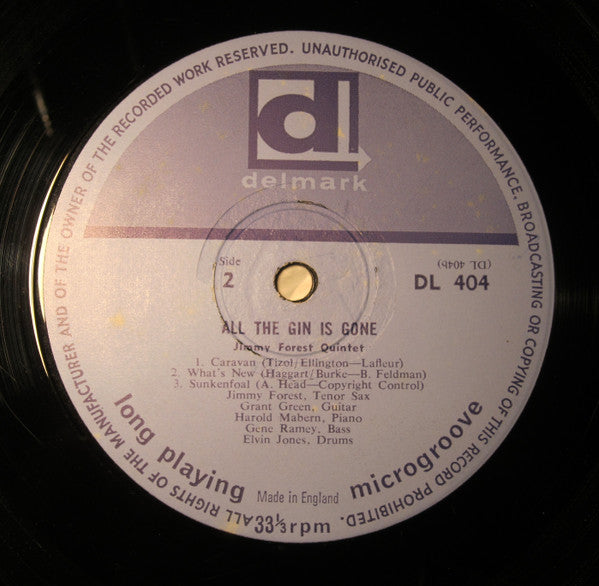 ALL RIGHTS OF THE MANUFACTURER AND OF THE OWNER OF THE RECORDED WORK RESERVED. UNAUTHORISED PUBLIC PERFORMANCE, BROADCASTING OR COPYING OF THIS RECORD PROHIBITED.
d
delmark
Side
2
(DL 404b)
DL 404
ALL THE GIN IS GONE
Jimmy Forest Quintet
1. Caravan (Tizol/Ellington—Lafleur)
2. What's New (Haggart/Burke—B. Feldman)
3. Sunkenfoal (A. Head—Copyright Control)
Jimmy Forest, Tenor Sax
Grant Green, Guitar
Harold Mabern, Piano
Gene Ramey, Bass
Elvin Jones, Drums
long playing
Made in England
microgroove
33⅓rpm